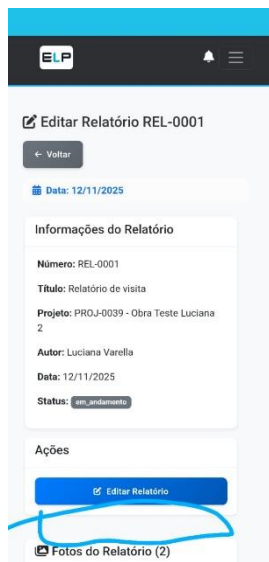 ELP
Editar Relatório REL-0001
← Voltar
Data: 12/11/2025
Informações do Relatório
Número: REL-0001
Título: Relatório de visita
Projeto: PROJ-0039 - Obra Teste Luciana
2
Autor: Luciana Varella
Data: 12/11/2025
Status: em_andamento
Ações
Editar Relatório
Fotos do Relatório (2)